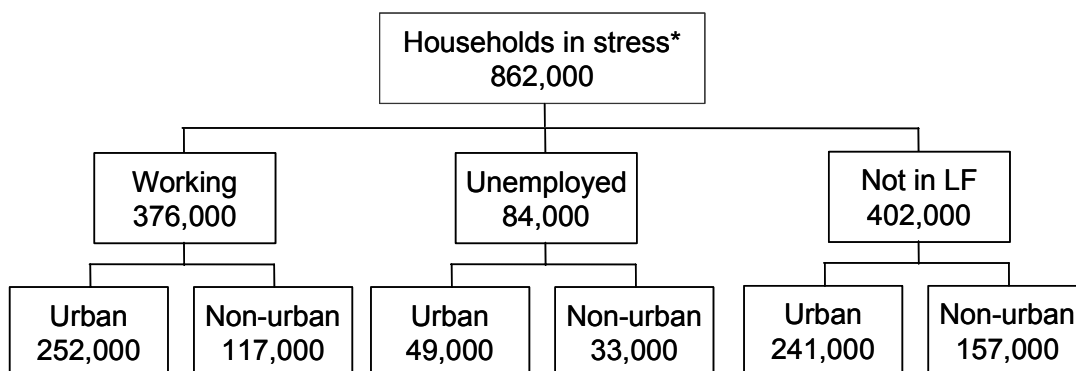 Households in stress*
862,000
Working
376,000
Unemployed
84,000
Not in LF
402,000
Urban
252,000
Non-urban
117,000
Urban
49,000
Non-urban
33,000
Urban
241,000
Non-urban
157,000